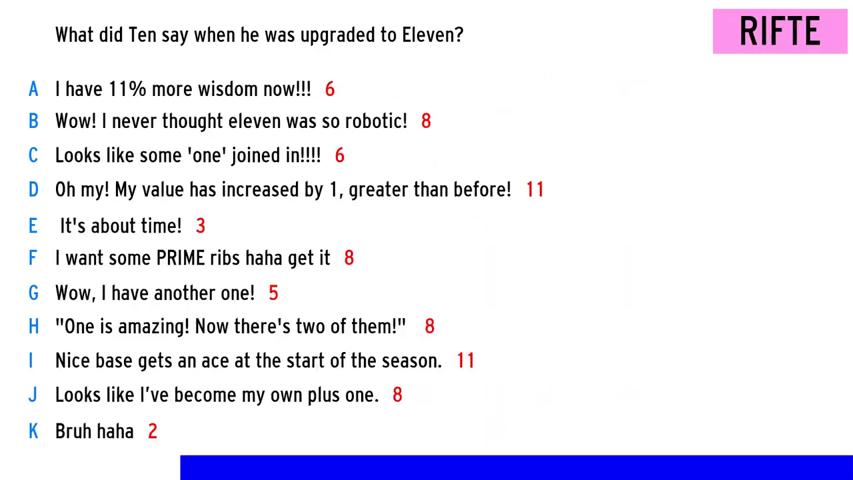 What did Ten say when he was upgraded to Eleven?
RIFTE
A I have 11% more wisdom now!!! 6
B Wow! I never thought eleven was so robotic! 8
C Looks like some 'one' joined in!!!! 6
D Oh my! My value has increased by 1, greater than before! 11
E It's about time! 3
F I want some PRIME ribs haha get it 8
G Wow, I have another one! 5
H "One is amazing! Now there's two of them!" 8
I Nice base gets an ace at the start of the season. 11
J Looks like I've become my own plus one. 8
K Bruh haha 2